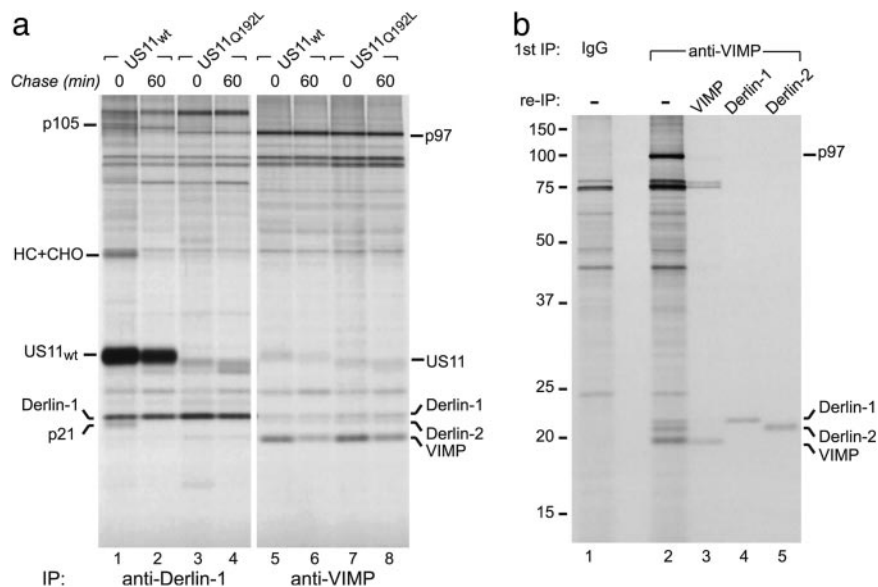 a
US11wt
US11Q192L
US11wt
US11Q192L
Chase (min)
0 60 0 60 0 60 0 60
p105
p97
HC+CHO
US11wt
US11
Derlin-1
p21
Derlin-1
Derlin-2
VIMP
1 2 3 4 5 6 7 8
IP: anti-Derlin-1 anti-VIMP
b
1st IP: IgG anti-VIMP
re-IP: - - VIMP Derlin-1 Derlin-2
150
100
p97
75
50
37
25
Derlin-1
20
Derlin-2
VIMP
15
1 2 3 4 5